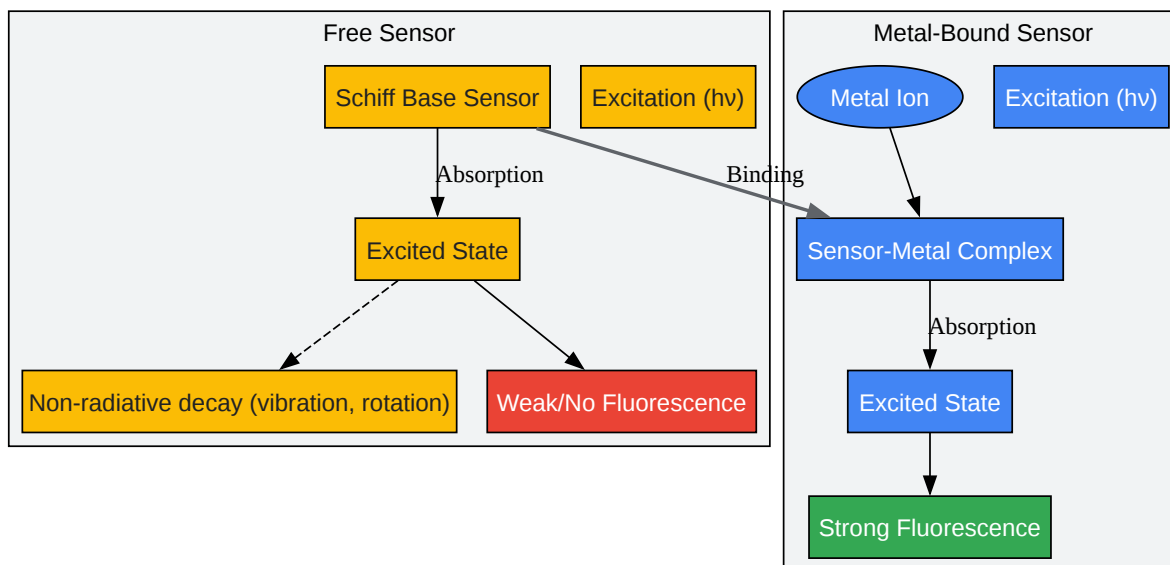 Free Sensor
Metal-Bound Sensor
Schiff Base Sensor
Excitation (hν)
Metal Ion
Excitation (hν)
Absorption
Binding
Excited State
Sensor-Metal Complex
Absorption
Non-radiative decay (vibration, rotation)
Weak/No Fluorescence
Excited State
Strong Fluorescence